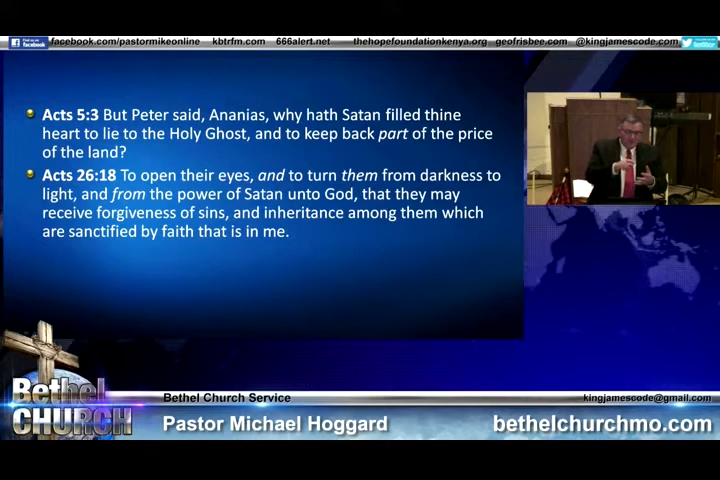 Find us on facebook facebook.com/pastormikeonline kbtrfm.com 666alert.net thehopefoundationkenya.org geofrisbee.com @kingjamescode.com twitter
Acts 5:3 But Peter said, Ananias, why hath Satan filled thine
heart to lie to the Holy Ghost, and to keep back part of the price
of the land?
Acts 26:18 To open their eyes, and to turn them from darkness to
light, and from the power of Satan unto God, that they may
receive forgiveness of sins, and inheritance among them which
are sanctified by faith that is in me.
Bethel
CHURCH
Bethel Church Service kingjamescode@gmail.com
Pastor Michael Hoggard bethelchurchmo.com